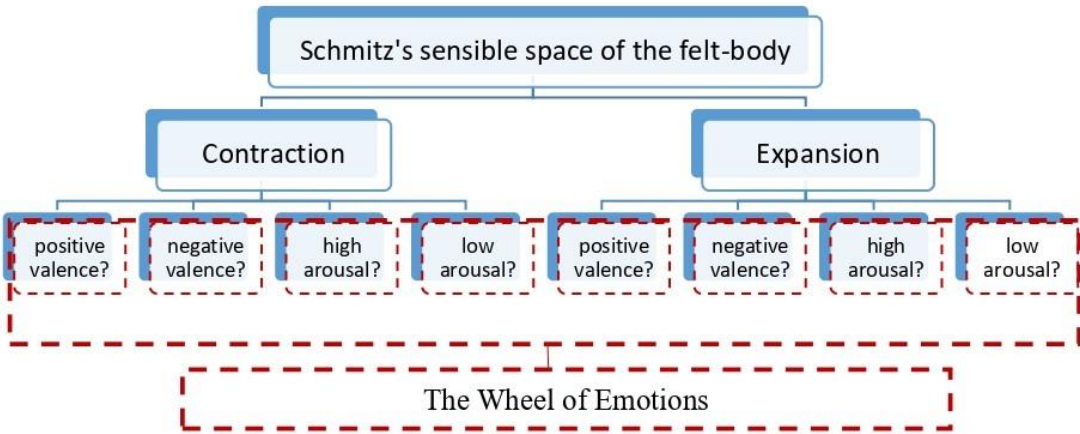 Schmitz's sensible space of the felt-body
Contraction
Expansion
positive
valence?
negative
valence?
high
arousal?
low
arousal?
positive
valence?
negative
valence?
high
arousal?
low
arousal?
The Wheel of Emotions